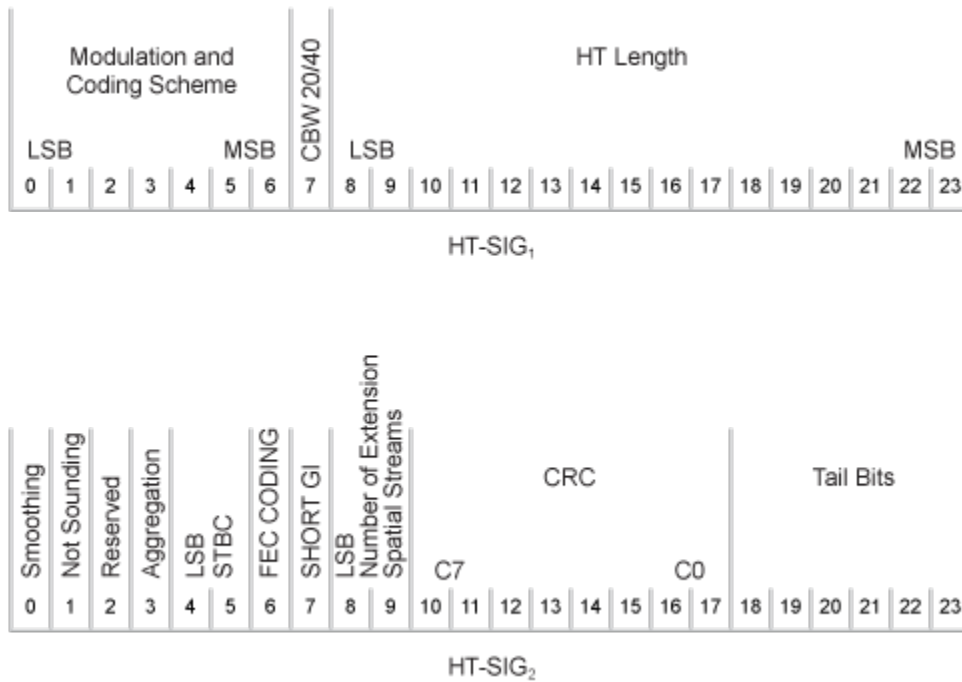 Modulation and
Coding Scheme
CBW 20/40
HT Length
LSB MSB LSB MSB
0 1 2 3 4 5 6 7 8 9 10 11 12 13 14 15 16 17 18 19 20 21 22 23
HT-SIG₁
Smoothing
Not Sounding
Reserved
Aggregation
LSB
STBC
FEC CODING
SHORT GI
LSB
Number of Extension
Spatial Streams
CRC
C7 C0
Tail Bits
0 1 2 3 4 5 6 7 8 9 10 11 12 13 14 15 16 17 18 19 20 21 22 23
HT-SIG₂